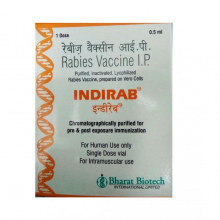 1 Dose 0.5 ml
रेबीज़ वैक्सीन आई.पी.
Rabies Vaccine I.P.
Purified, Inactivated, Lyophilized
Rabies Vaccine, prepared on Vero Cells
INDIRAB
इन्डीरेब
Chromatographically purified for
pre & post exposure immunization
For Human Use only
Single Dose vial
For Intramuscular use
Bharat Biotech
INTERNATIONAL LIMITED